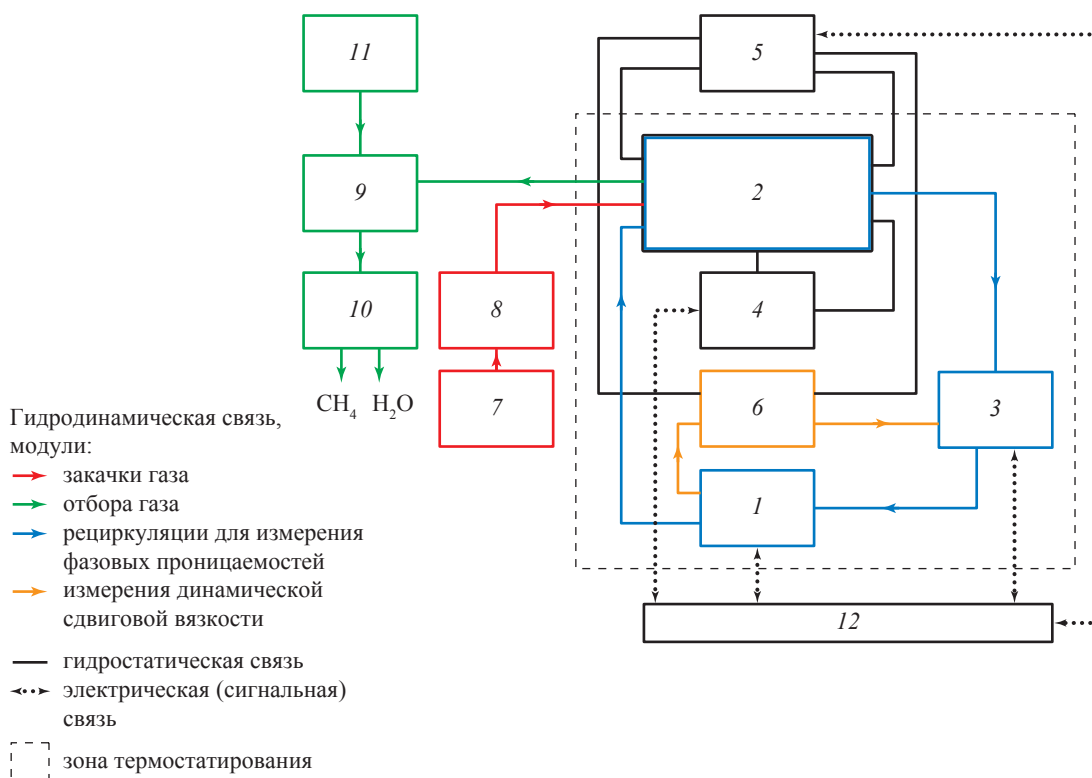 11
5
9
2
10
8
4
CH4 H2O
7
6
3
1
12
Гидродинамическая связь,
модули:
закачки газа
отбора газа
рециркуляции для измерения
фазовых проницаемостей
измерения динамической
сдвиговой вязкости
гидростатическая связь
электрическая (сигнальная)
связь
зона термостатирования